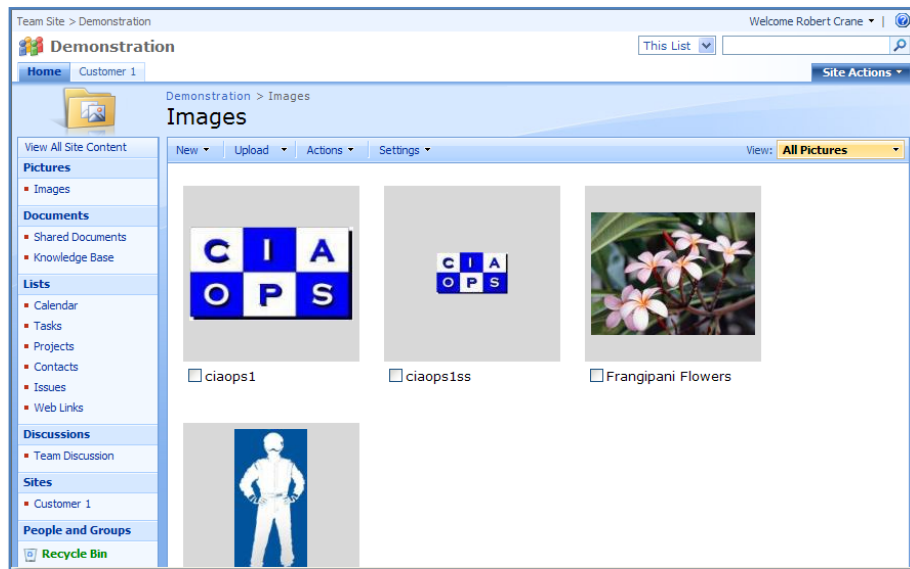 Team Site > Demonstration
Welcome Robert Crane
Demonstration
This List
Home
Customer 1
Site Actions
Demonstration > Images
Images
View All Site Content
New
Upload
Actions
Settings
View: All Pictures
Pictures
Images
Documents
Shared Documents
Knowledge Base
Lists
Calendar
Tasks
Projects
Contacts
Issues
Web Links
Discussions
Team Discussion
Sites
Customer 1
People and Groups
Recycle Bin
C I A
O P S
ciaops1
C I A
O P S
ciaops1ss
Frangipani Flowers